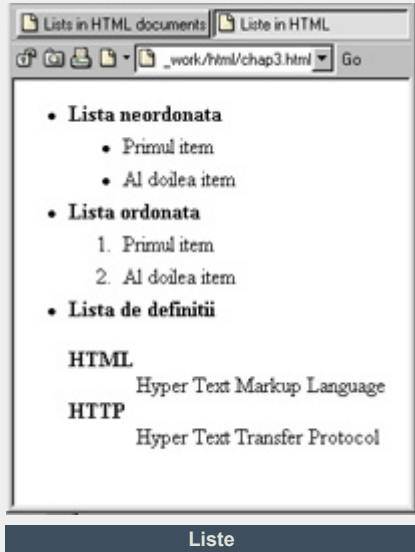 Lists in HTML documents Liste in HTML
_work/html/chap3.html Go
• Lista neordonata
• Primul item
• Al doilea item
• Lista ordonata
1. Primul item
2. Al doilea item
• Lista de definitii
HTML
Hyper Text Markup Language
HTTP
Hyper Text Transfer Protocol
Liste